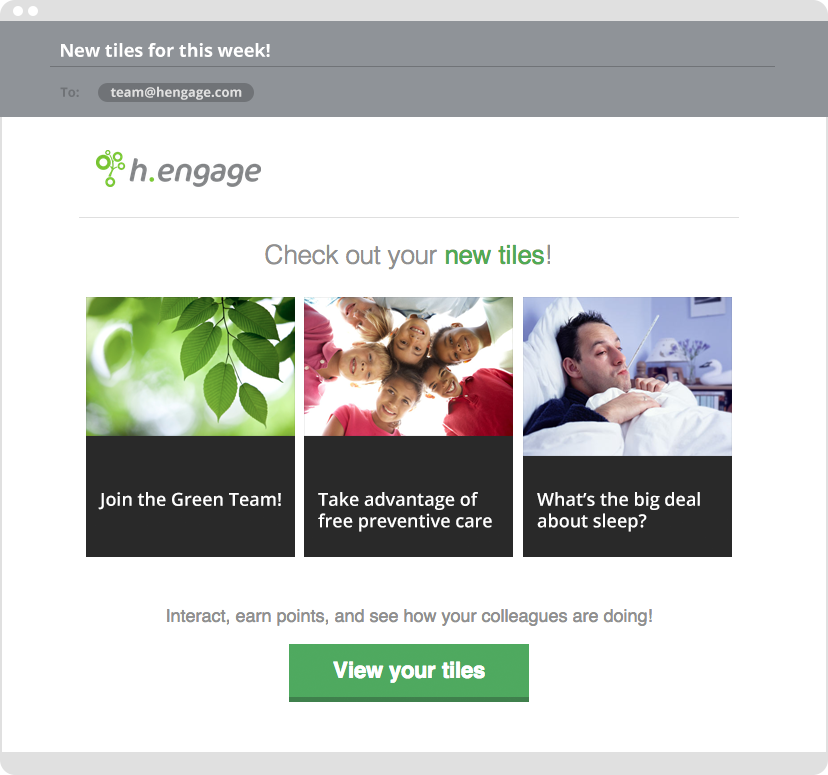 New tiles for this week!
To: team@hengage.com
h.engage
Check out your new tiles!
Join the Green Team!
Take advantage of
free preventive care
What’s the big deal
about sleep?
Interact, earn points, and see how your colleagues are doing!
View your tiles